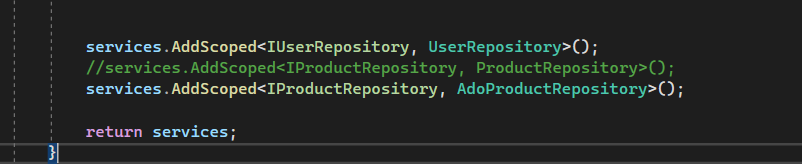 services.AddScoped<IUserRepository, UserRepository>();
//services.AddScoped<IProductRepository, ProductRepository>();
services.AddScoped<IProductRepository, AdoProductRepository>();
return services;
}